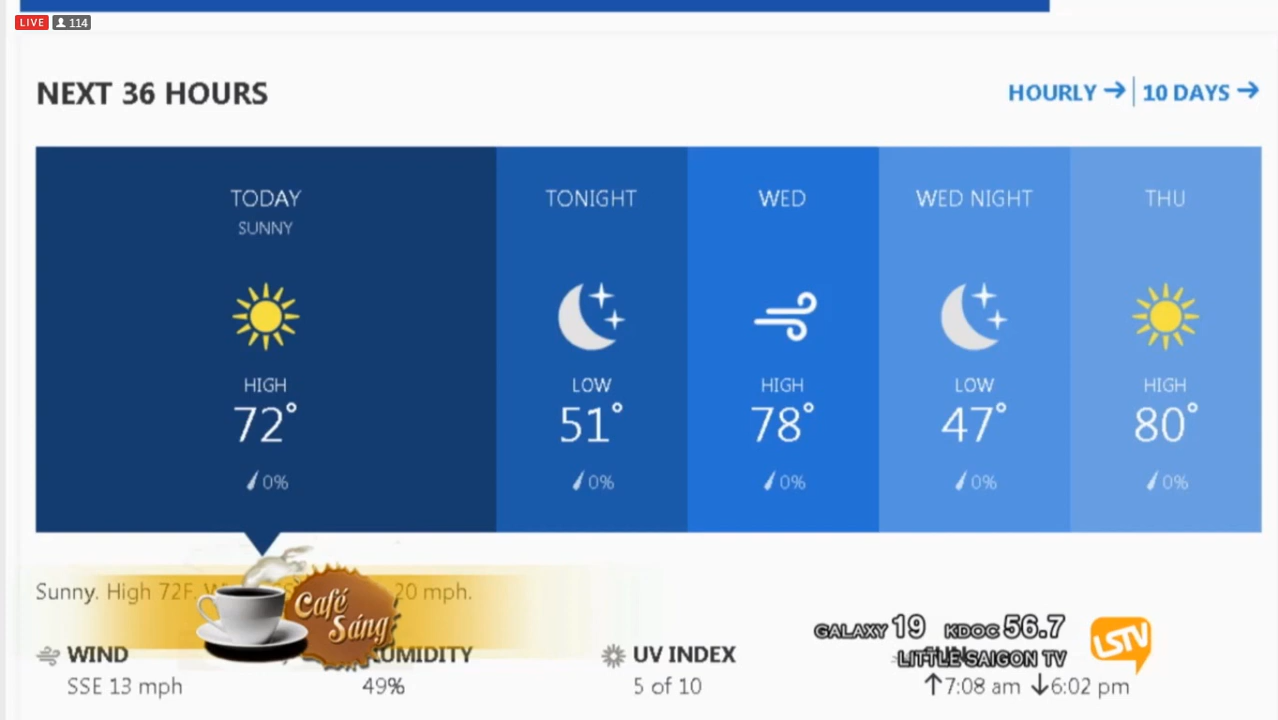 LIVE 114
NEXT 36 HOURS
HOURLY → | 10 DAYS →
TODAY
SUNNY
HIGH
72°
0%
TONIGHT
LOW
51°
0%
WED
HIGH
78°
0%
WED NIGHT
LOW
47°
0%
THU
HIGH
80°
0%
Sunny. High 72F. 20 mph.
Café
Sáng
WIND
SSE 13 mph
HUMIDITY
49%
UV INDEX
5 of 10
GALAXY 19 KDOC 56.7
LITTLE SAIGON TV
LSTV
↑7:08 am ↓6:02 pm